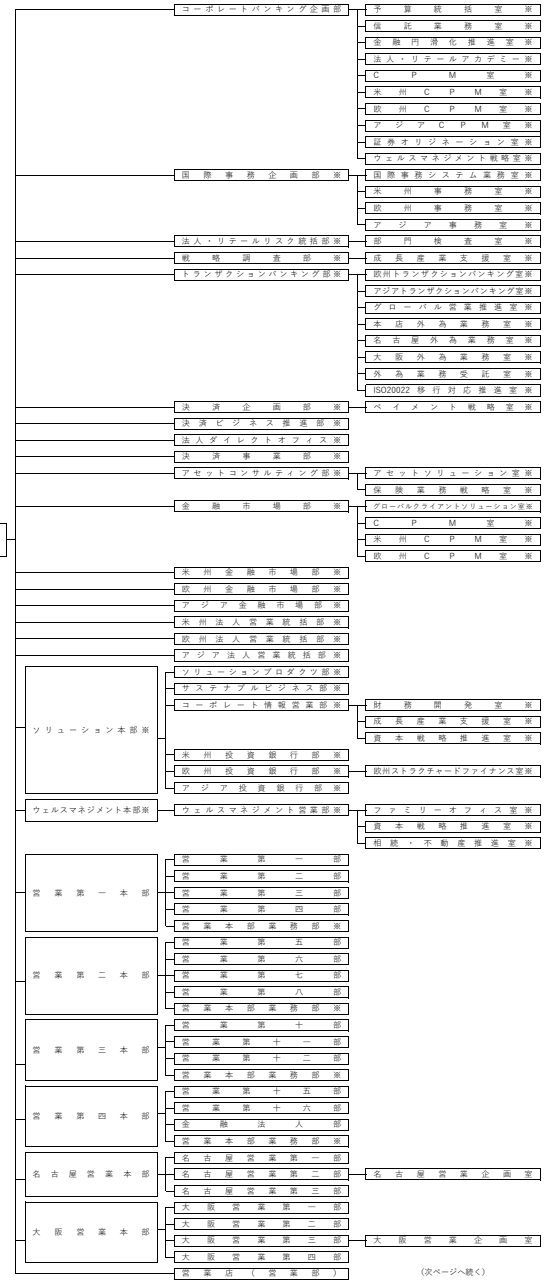 コーポレートバンキング企画部
予算統括室※
信託業務室※
金融円滑化推進室※
法人・リテールアカデミー※
CPM室※
米州CPM室※
欧州CPM室※
アジアCPM室※
証券オリジネーション室※
ウェルスマネジメント戦略室※
国際事務企画部※
国際事務システム業務室※
米州事務室※
欧州事務室※
アジア事務室※
法人・リテールリスク統括部※
部門検査室※
戦略調査部※
成長産業支援室※
トランザクションバンキング部※
欧州トランザクションバンキング室※
アジアトランザクションバンキング室※
グローバル営業推進室※
本店外為業務室※
名古屋外為業務室※
大阪外為業務室※
外為業務受託室※
ISO20022移行対応推進室※
決済企画部※
ペイメント戦略室※
決済ビジネス推進部※
法人ダイレクトオフィス※
決済事業部※
アセットコンサルティング部※
アセットソリューション室※
保険業務戦略室※
金融市場部※
グローバルクライアントソリューション室※
CPM室※
米州CPM室※
欧州CPM室※
米州金融市場部※
欧州金融市場部※
アジア金融市場部※
米州法人営業統括部※
欧州法人営業統括部※
アジア法人営業統括部※
ソリューション本部※
ソリューションプロダクツ部※
サステナブルビジネス部※
コーポレート情報営業部※
財務開発室※
成長産業支援室※
資本戦略推進室※
米州投資銀行部※
欧州投資銀行部※
欧州ストラクチャードファイナンス室※
アジア投資銀行部※
ウェルスマネジメント本部※
ウェルスマネジメント営業部※
ファミリーオフィス室※
資本戦略推進室※
相続・不動産推進室※
営業第一本部
営業第一部
営業第二部
営業第三部
営業第四部
営業本部業務部※
営業第二本部
営業第五部
営業第六部
営業第七部
営業第八部
営業本部業務部※
営業第三本部
営業第十部
営業第十一部
営業第十二部
営業本部業務部※
営業第四本部
営業第十五部
営業第十六部
金融法人部
営業本部業務部※
名古屋営業本部
名古屋営業第一部
名古屋営業第二部
名古屋営業企画室
名古屋営業第三部
大阪営業本部
大阪営業第一部
大阪営業第二部
大阪営業第三部
大阪営業企画室
大阪営業第四部
営業店(営業部)
(次ページへ続く)